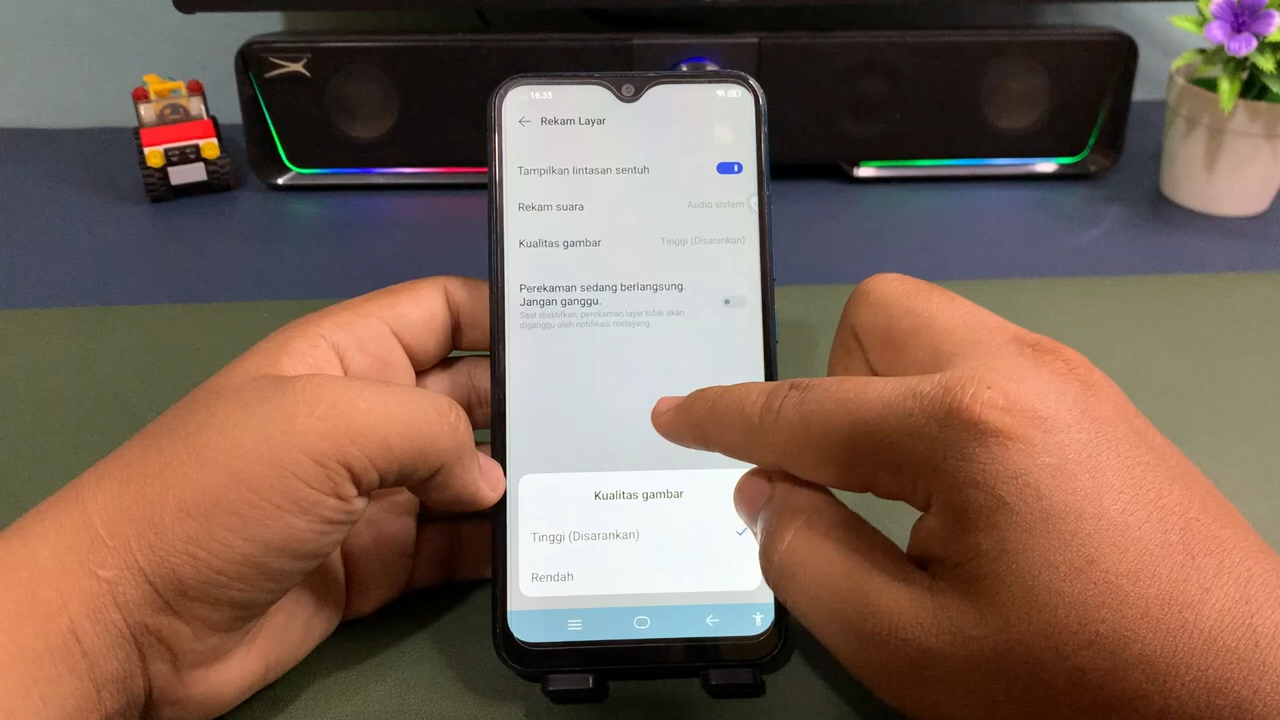 16.35
Rekam Layar
Tampilkan lintasan sentuh
Rekam suara
Audio sistem
Kualitas gambar
Tinggi (Disarankan)
Perekaman sedang berlangsung.
Jangan ganggu.
Saat diaktifkan, perekaman layar tidak akan
diganggu oleh notifikasi melayang.
Kualitas gambar
Tinggi (Disarankan)
Rendah